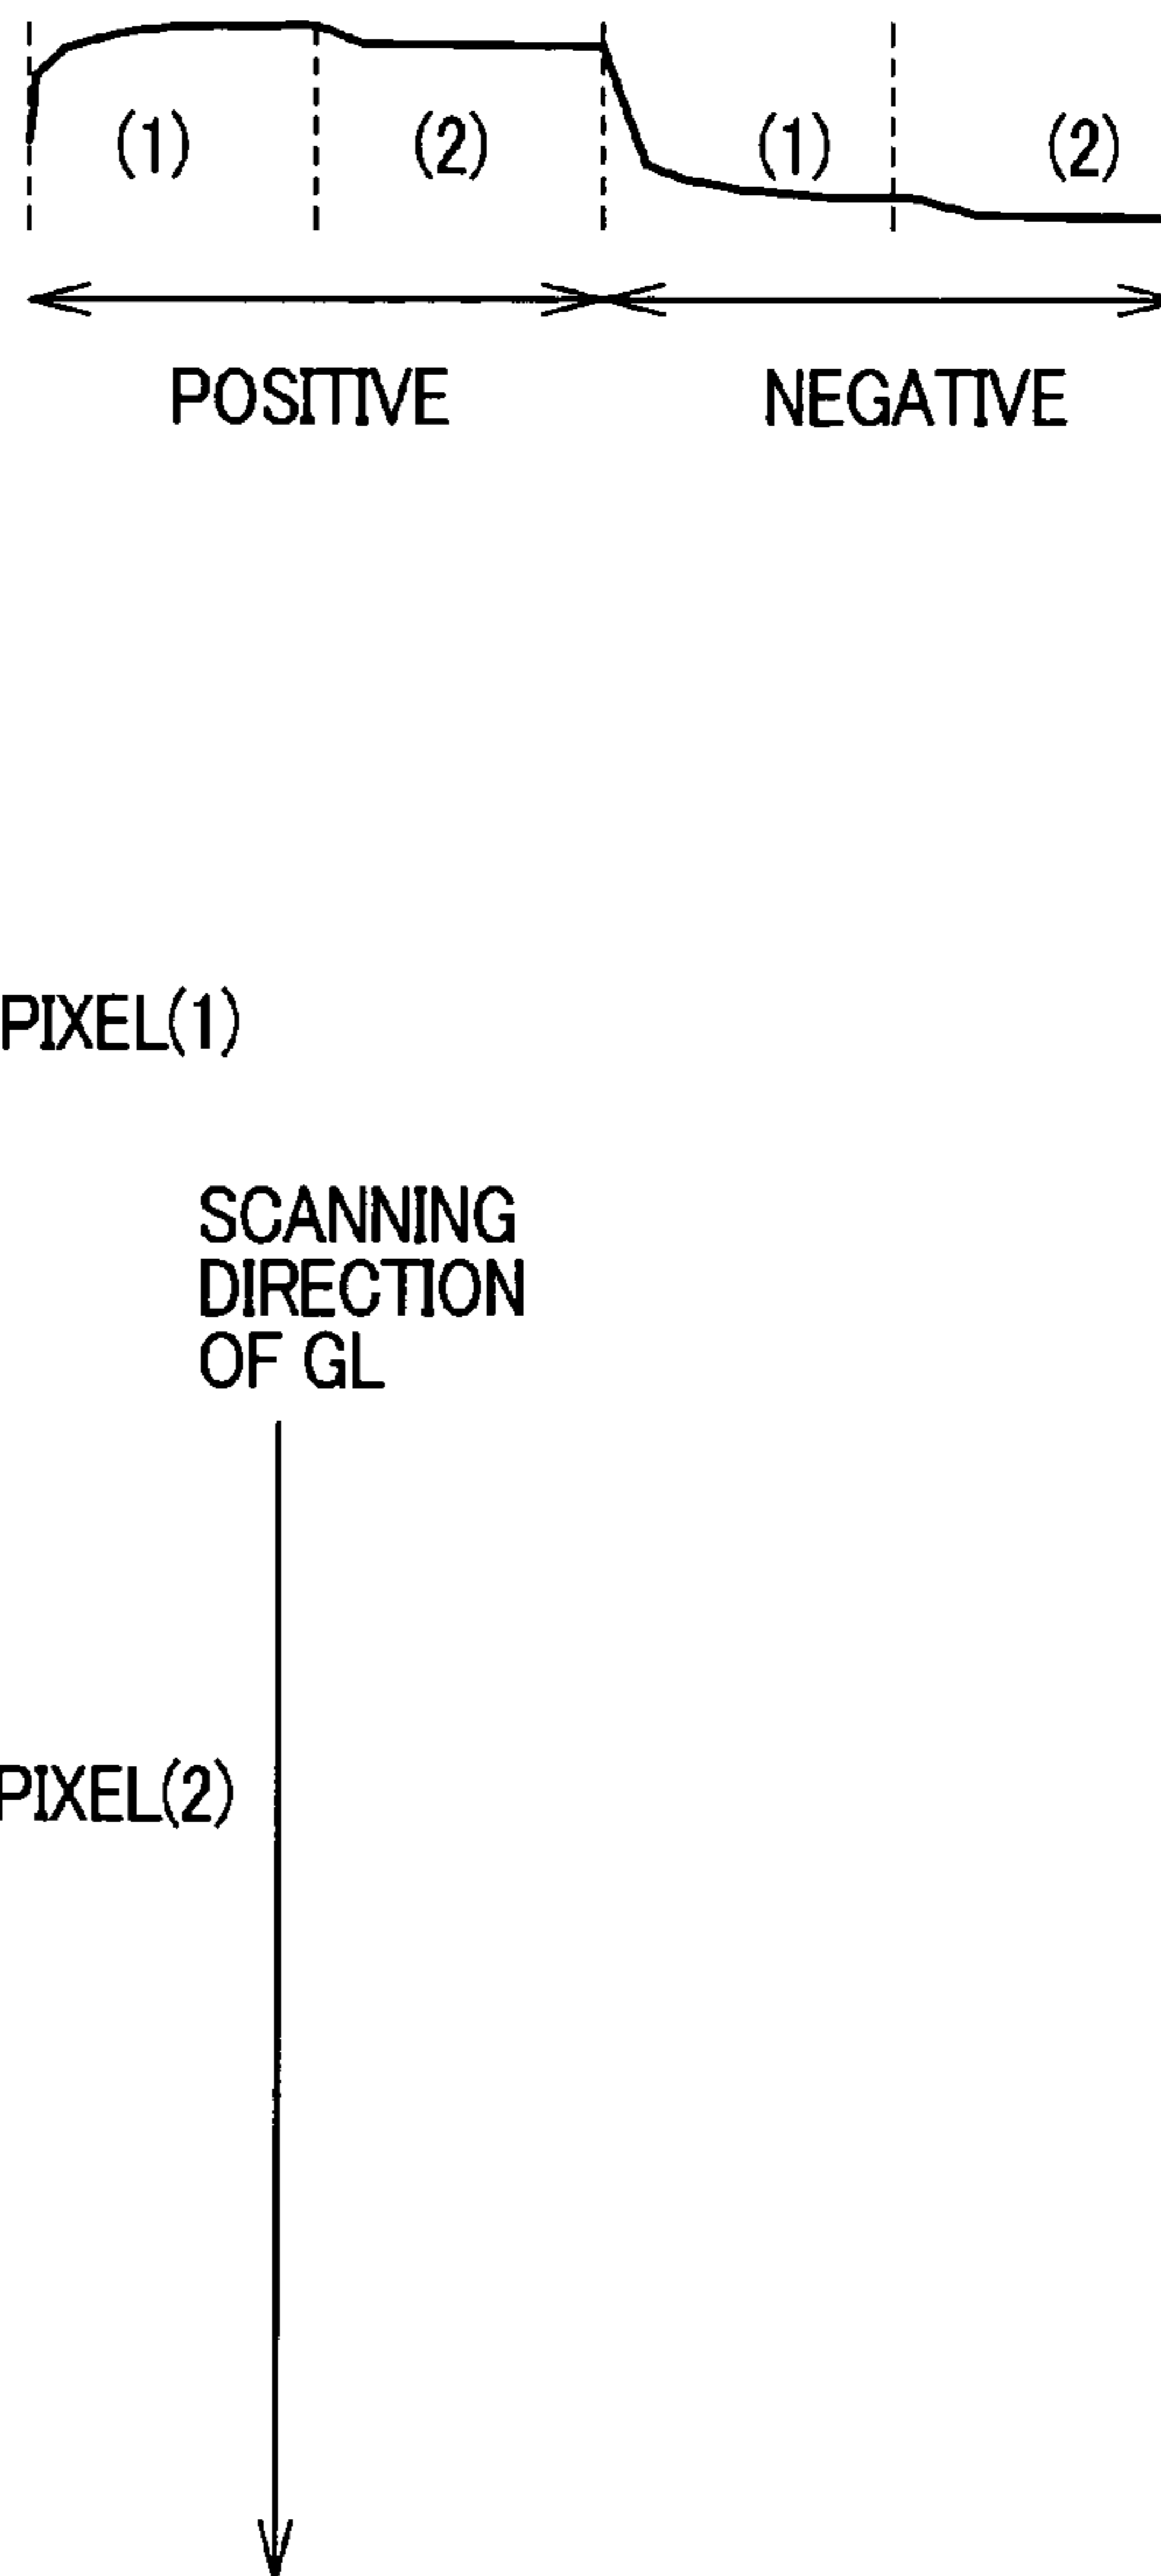 (1) (2) (1) (2)
POSITIVE NEGATIVE
PIXEL(1)
SCANNING
DIRECTION
OF GL
PIXEL(2)